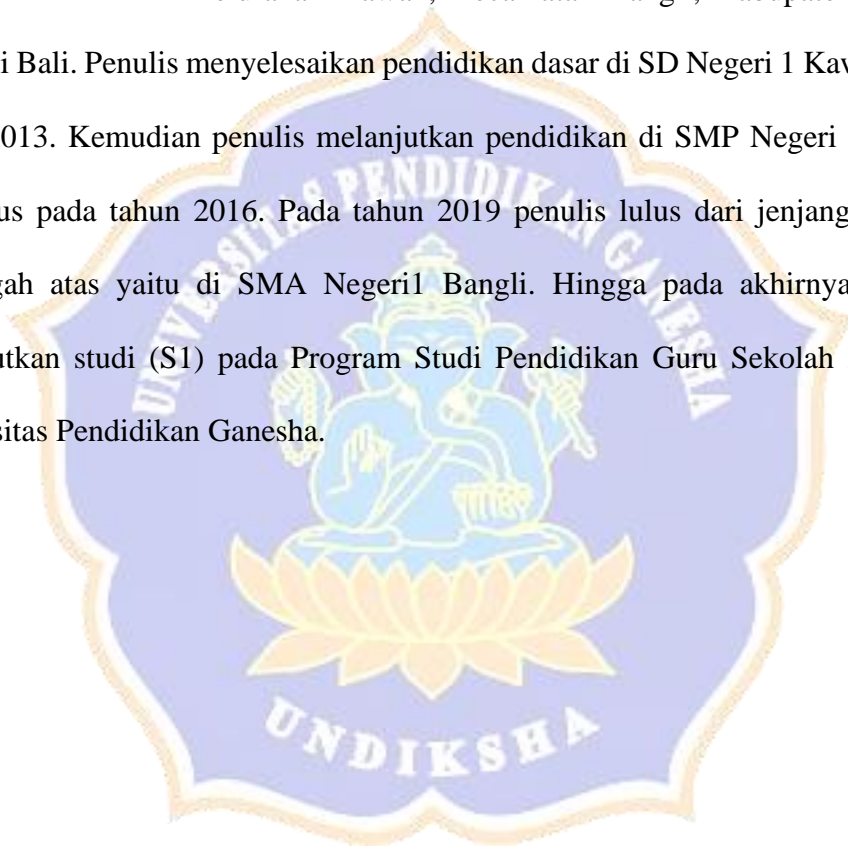 i Bali. Penulis menyelesaikan pendidikan dasar di SD Negeri 1
013. Kemudian penulis melanjutkan pendidikan di SMP Negeri
us pada tahun 2016. Pada tahun 2019 penulis lulus dari jenjang
gah atas yaitu di SMA Negeri1 Bangli. Hingga pada akhirnya
utkan studi (S1) pada Program Studi Pendidikan Guru Sekolah
sitas Pendidikan Ganesha.
UNIVERSITAS PENDIDIKAN GANESHA
UNDIKSHA